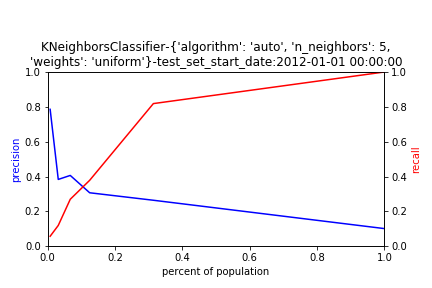 KNeighborsClassifier-{'algorithm': 'auto', 'n_neighbors': 5,
'weights': 'uniform'}-test_set_start_date:2012-01-01 00:00:00
1.0
0.8
0.6
0.4
0.2
0.0
precision
0.0 0.2 0.4 0.6 0.8 1.0
percent of population
1.0
0.8
0.6
0.4
0.2
0.0
recall